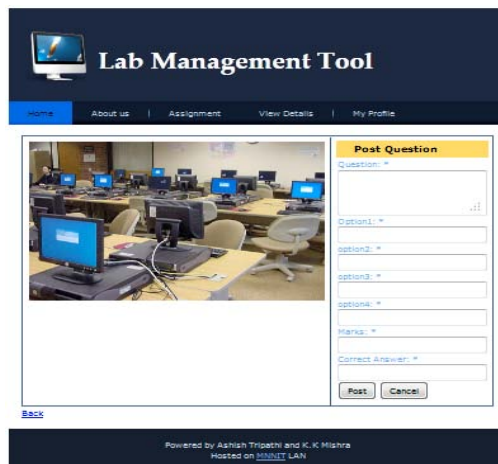 Lab Management Tool
Home About us | Assignment View Details | My Profile
Post Question
Question: *
Option1: *
option2: *
option3: *
option4: *
Marks: *
Correct Answer: *
Post Cancel
Back
Powered by Ashish Tripathi and K. K Mishra
Hosted on MNNIT LAN